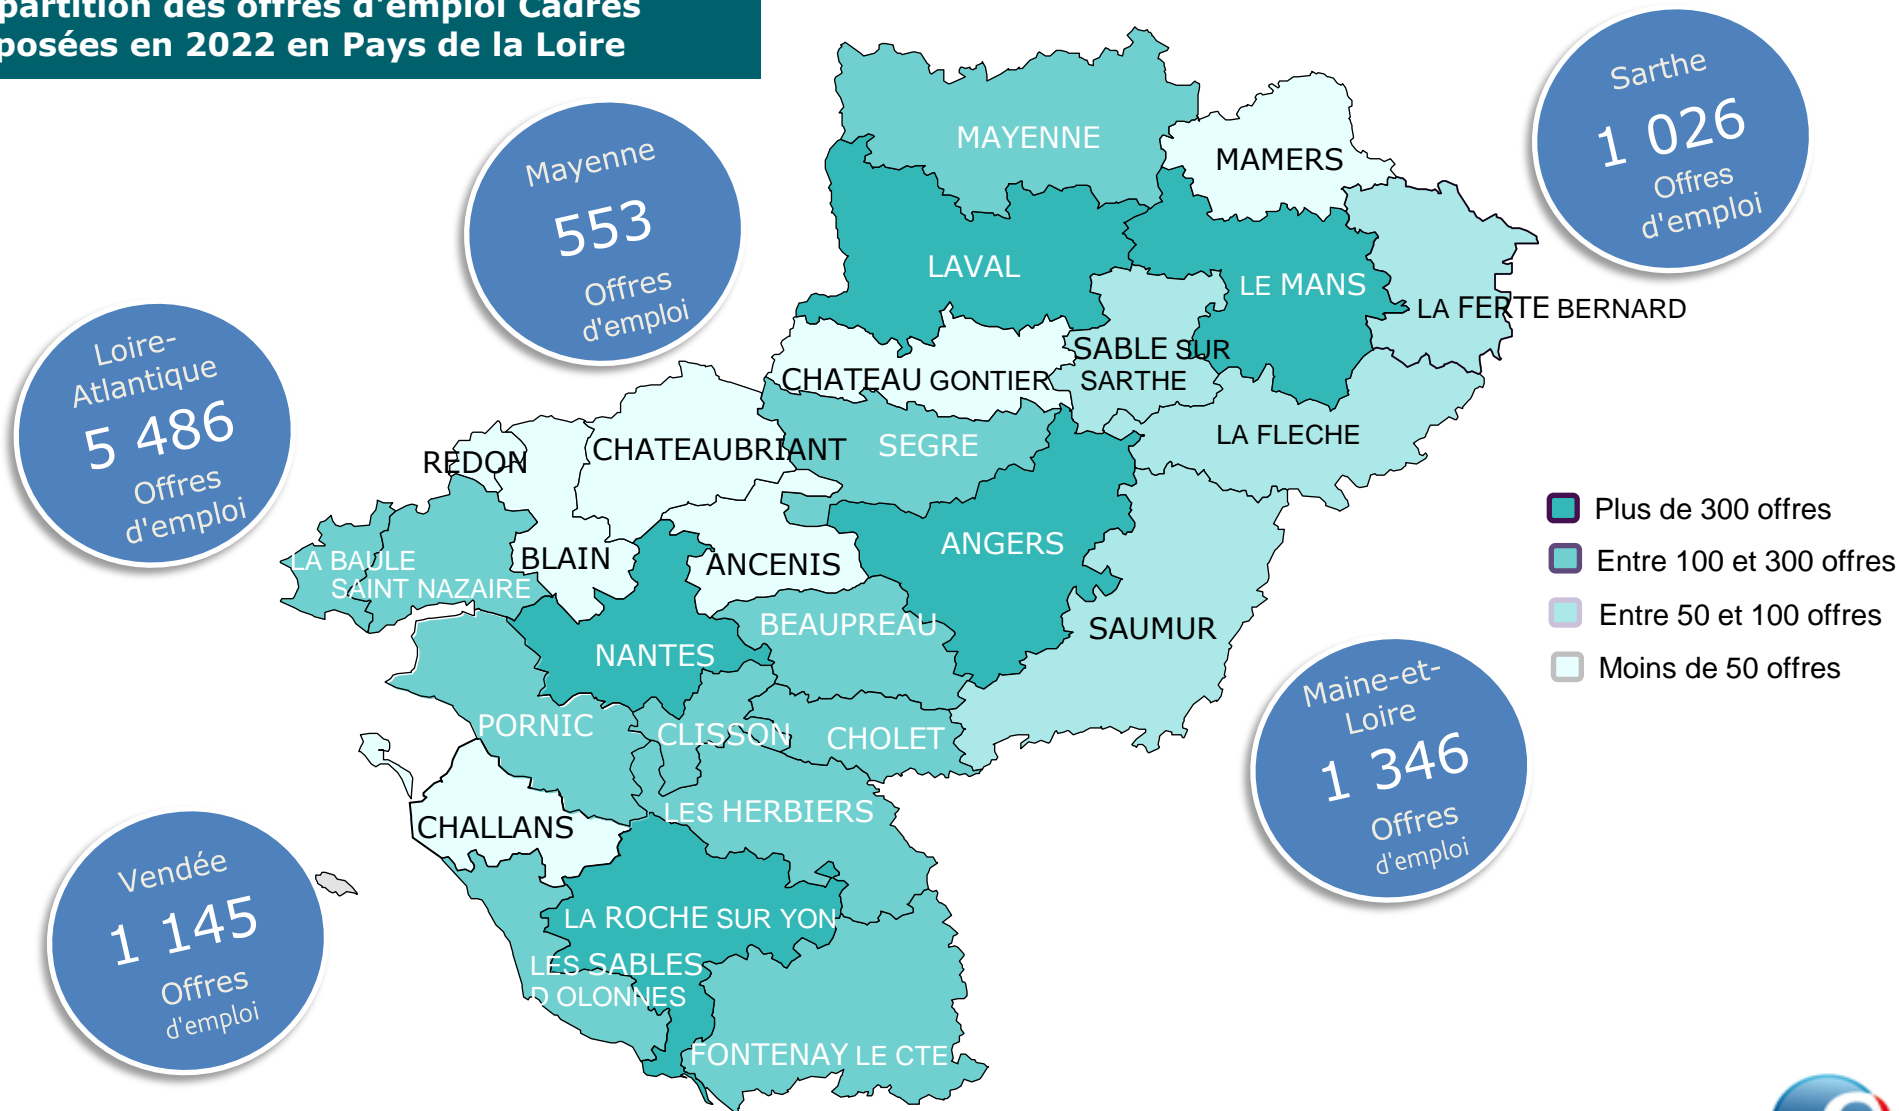 partition des offres d'emploi Cadres
posées en 2022 en Pays de la Loire
Sarthe
1 026
Offres
d'emploi
Mayenne
553
Offres
d'emploi
Loire-
Atlantique
5 486
Offres
d'emploi
Vendée
1 145
Offres
d'emploi
Maine-et-
Loire
1 346
Offres
d'emploi
MAYENNE
MAMERS
LAVAL
LE MANS
LA FERTE BERNARD
SABLE SUR
SARTHE
CHATEAU GONTIER
LA FLECHE
SEGRE
CHATEAUBRIANT
REDON
BLAIN
ANCENIS
ANGERS
LA BAULE
SAINT NAZAIRE
BEAUPREAU
SAUMUR
NANTES
PORNIC
CLISSON
CHOLET
LES HERBIERS
CHALLANS
LA ROCHE SUR YON
LES SABLES
D OLONNES
FONTENAY LE CTE
Plus de 300 offres
Entre 100 et 300 offres
Entre 50 et 100 offres
Moins de 50 offres